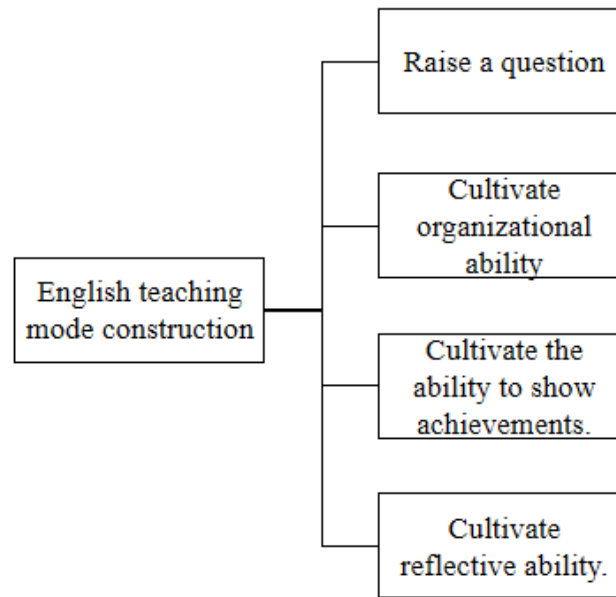 Raise a question
Cultivate
organizational
ability
English teaching
mode construction
Cultivate the
ability to show
achievements.
Cultivate
reflective ability.